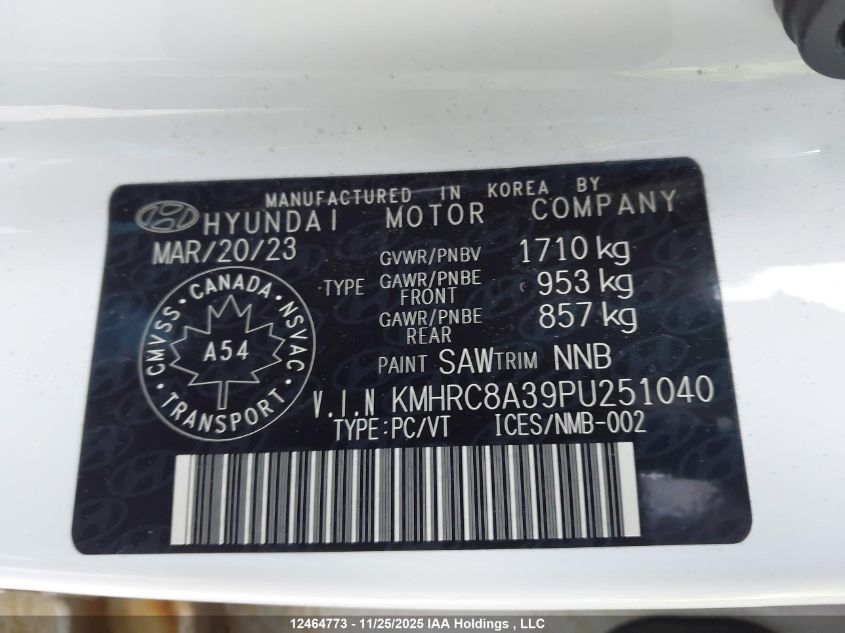 MANUFACTURED IN KOREA BY
HYUNDAI MOTOR COMPANY
MAR/20/23
GVWR/PNBV 1710 kg
TYPE GAWR/PNBE FRONT 953 kg
GAWR/PNBE REAR 857 kg
PAINT SAW TRIM NNB
CANADA
CMVSS · NSVAC
A54
TRANSPORT
V.I.N KMHRC8A39PU251040
TYPE:PC/VT ICES/NMB-002
12464773 - 11/25/2025 IAA Holdings , LLC